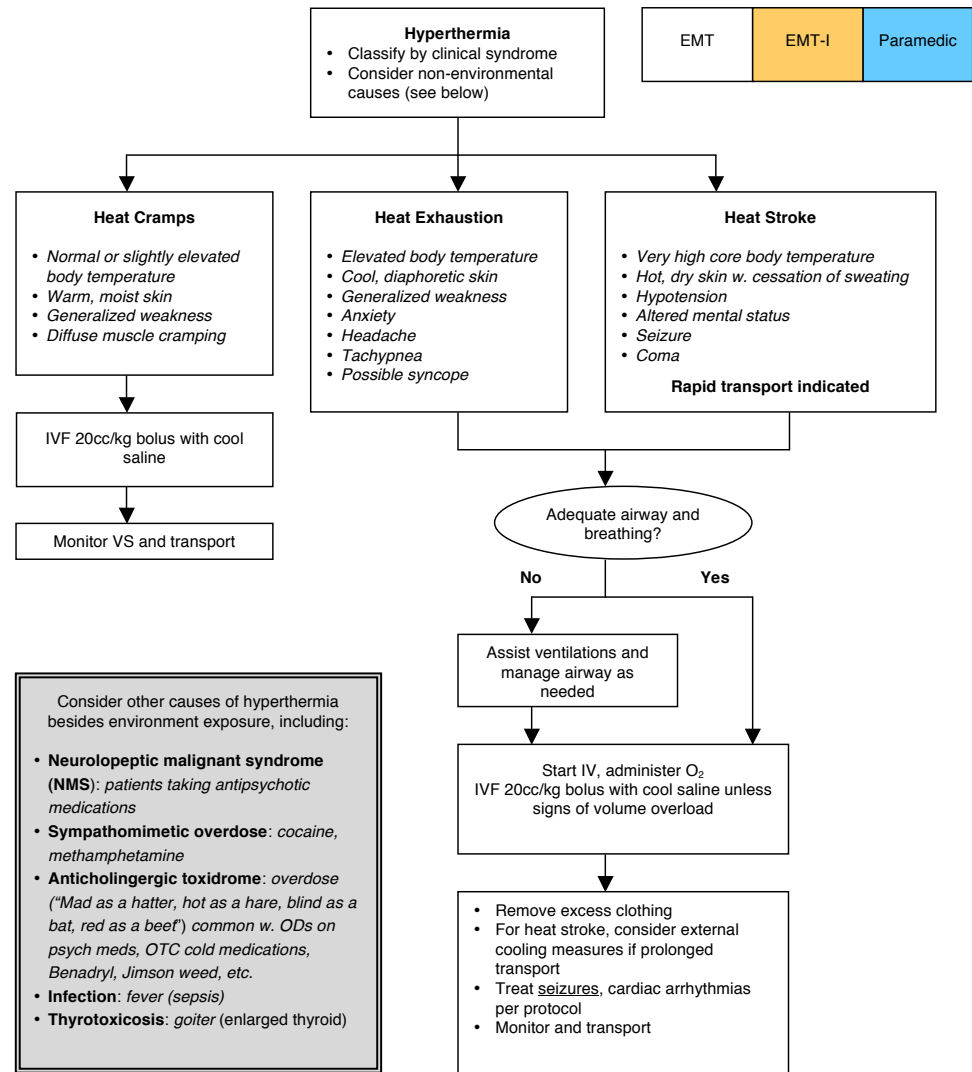 Hyperthermia
• Classify by clinical syndrome
• Consider non-environmental
causes (see below)
EMT
EMT-I
Paramedic
Heat Cramps
• Normal or slightly elevated
body temperature
• Warm, moist skin
• Generalized weakness
• Diffuse muscle cramping
Heat Exhaustion
• Elevated body temperature
• Cool, diaphoretic skin
• Generalized weakness
• Anxiety
• Headache
• Tachypnea
• Possible syncope
Heat Stroke
• Very high core body temperature
• Hot, dry skin w. cessation of sweating
• Hypotension
• Altered mental status
• Seizure
• Coma
Rapid transport indicated
IVF 20cc/kg bolus with cool
saline
Monitor VS and transport
Adequate airway and
breathing?
No
Yes
Assist ventilations and
manage airway as
needed
Start IV, administer O₂
IVF 20cc/kg bolus with cool saline unless
signs of volume overload
• Remove excess clothing
• For heat stroke, consider external
cooling measures if prolonged
transport
• Treat seizures, cardiac arrhythmias
per protocol
• Monitor and transport
Consider other causes of hyperthermia
besides environment exposure, including:
• Neurolopeptic malignant syndrome
(NMS): patients taking antipsychotic
medications
• Sympathomimetic overdose: cocaine,
methamphetamine
• Anticholingergic toxidrome: overdose
(“Mad as a hatter, hot as a hare, blind as a
bat, red as a beef”) common w. ODs on
psych meds, OTC cold medications,
Benadryl, Jimson weed, etc.
• Infection: fever (sepsis)
• Thyrotoxicosis: goiter (enlarged thyroid)